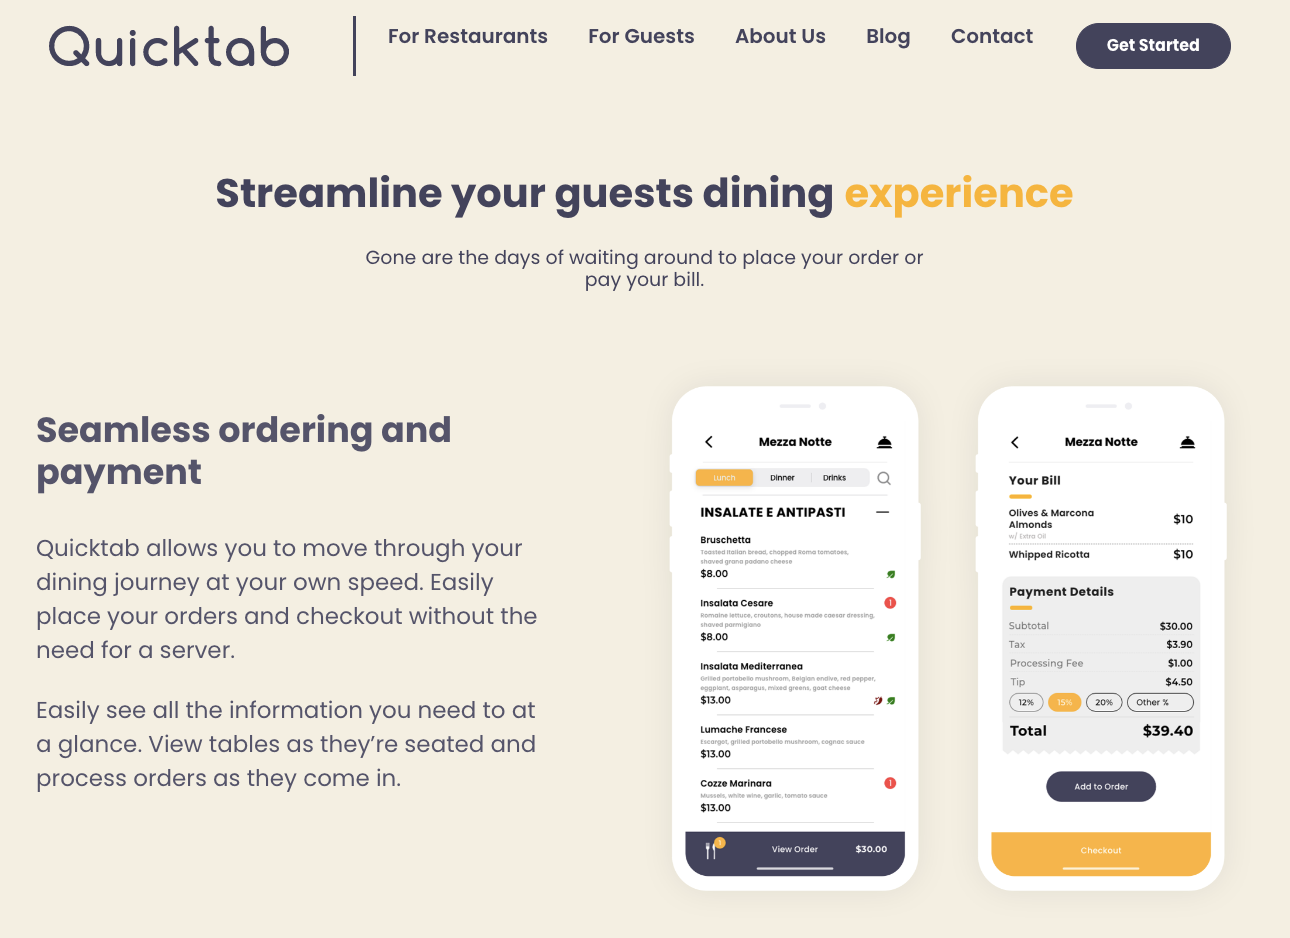 Quicktab
For Restaurants
For Guests
About Us
Blog
Contact
Get Started
Streamline your guests dining experience
Gone are the days of waiting around to place your order or
pay your bill.
Seamless ordering and
payment
Quicktab allows you to move through your
dining journey at your own speed. Easily
place your orders and checkout without the
need for a server.
Easily see all the information you need to at
a glance. View tables as they’re seated and
process orders as they come in.
Mezza Notte
Lunch
Dinner
Drinks
INSALATE E ANTIPASTI
Bruschetta
Toasted Italian bread, chopped Roma tomatoes,
shaved grana padano cheese
$8.00
Insalata Cesare
1
Romaine lettuce, croutons, house made caesar dressing,
shaved parmigiano
$8.00
Insalata Mediterranea
Grilled portobello mushroom, Belgian endive, red pepper,
eggplant, asparagus, mixed greens, goat cheese
$13.00
Lumache Francese
Escargot, grilled portobello mushroom, cognac sauce
$13.00
Cozze Marinara
1
Mussels, white wine, garlic, tomato sauce
$13.00
1
View Order
$30.00
Mezza Notte
Your Bill
Olives & Marcona
Almonds
$10
w/ Extra Oil
Whipped Ricotta
$10
Payment Details
Subtotal
$30.00
Tax
$3.90
Processing Fee
$1.00
Tip
$4.50
12%
15%
20%
Other %
Total
$39.40
Add to Order
Checkout